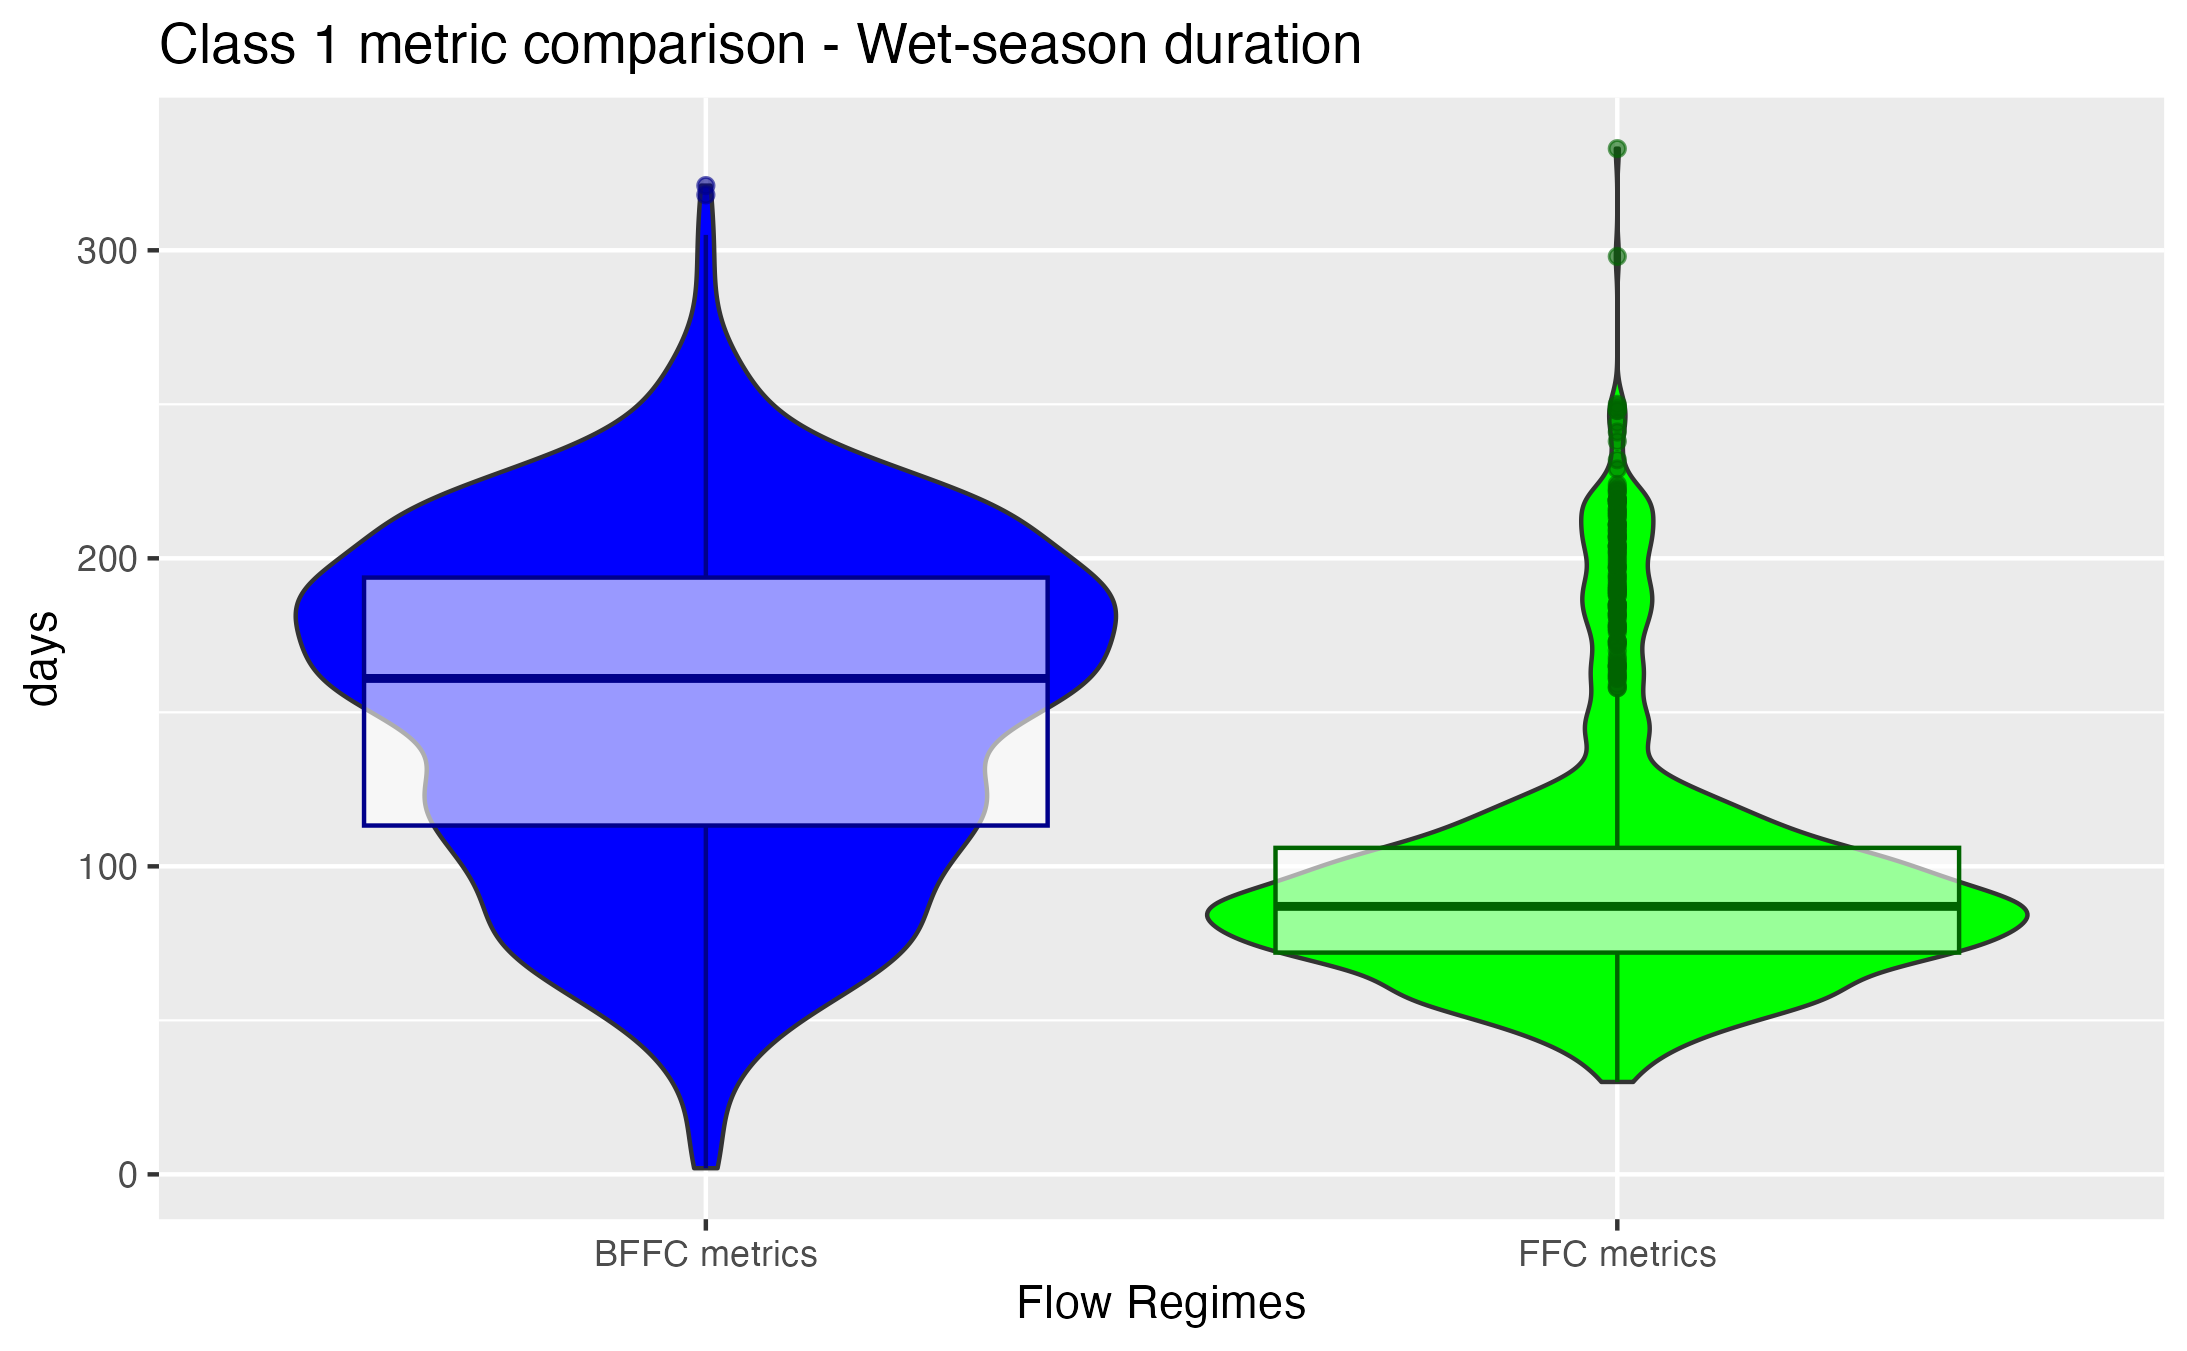 Class 1 metric comparison - Wet-season duration
days
300
200
100
0
BFFC metrics
FFC metrics
Flow Regimes